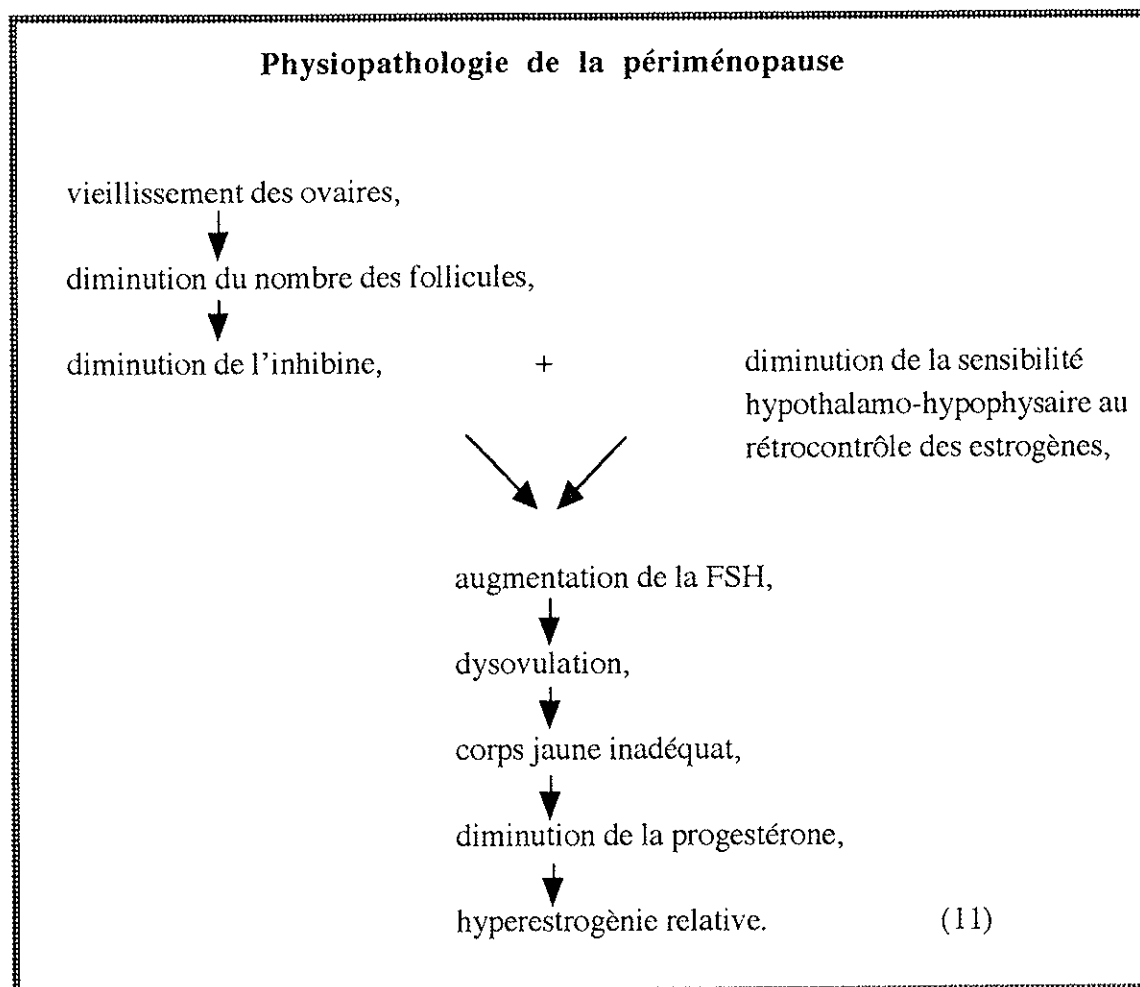 Physiopathologie de la périménopause
vieillissement des ovaires,
diminution du nombre des follicules,
diminution de l'inhibine,
+
diminution de la sensibilité
hypothalamo-hypophysaire au
rétrocontrôle des estrogènes,
augmentation de la FSH,
dysovulation,
corps jaune inadéquat,
diminution de la progestérone,
hyperestrogènie relative. (11)